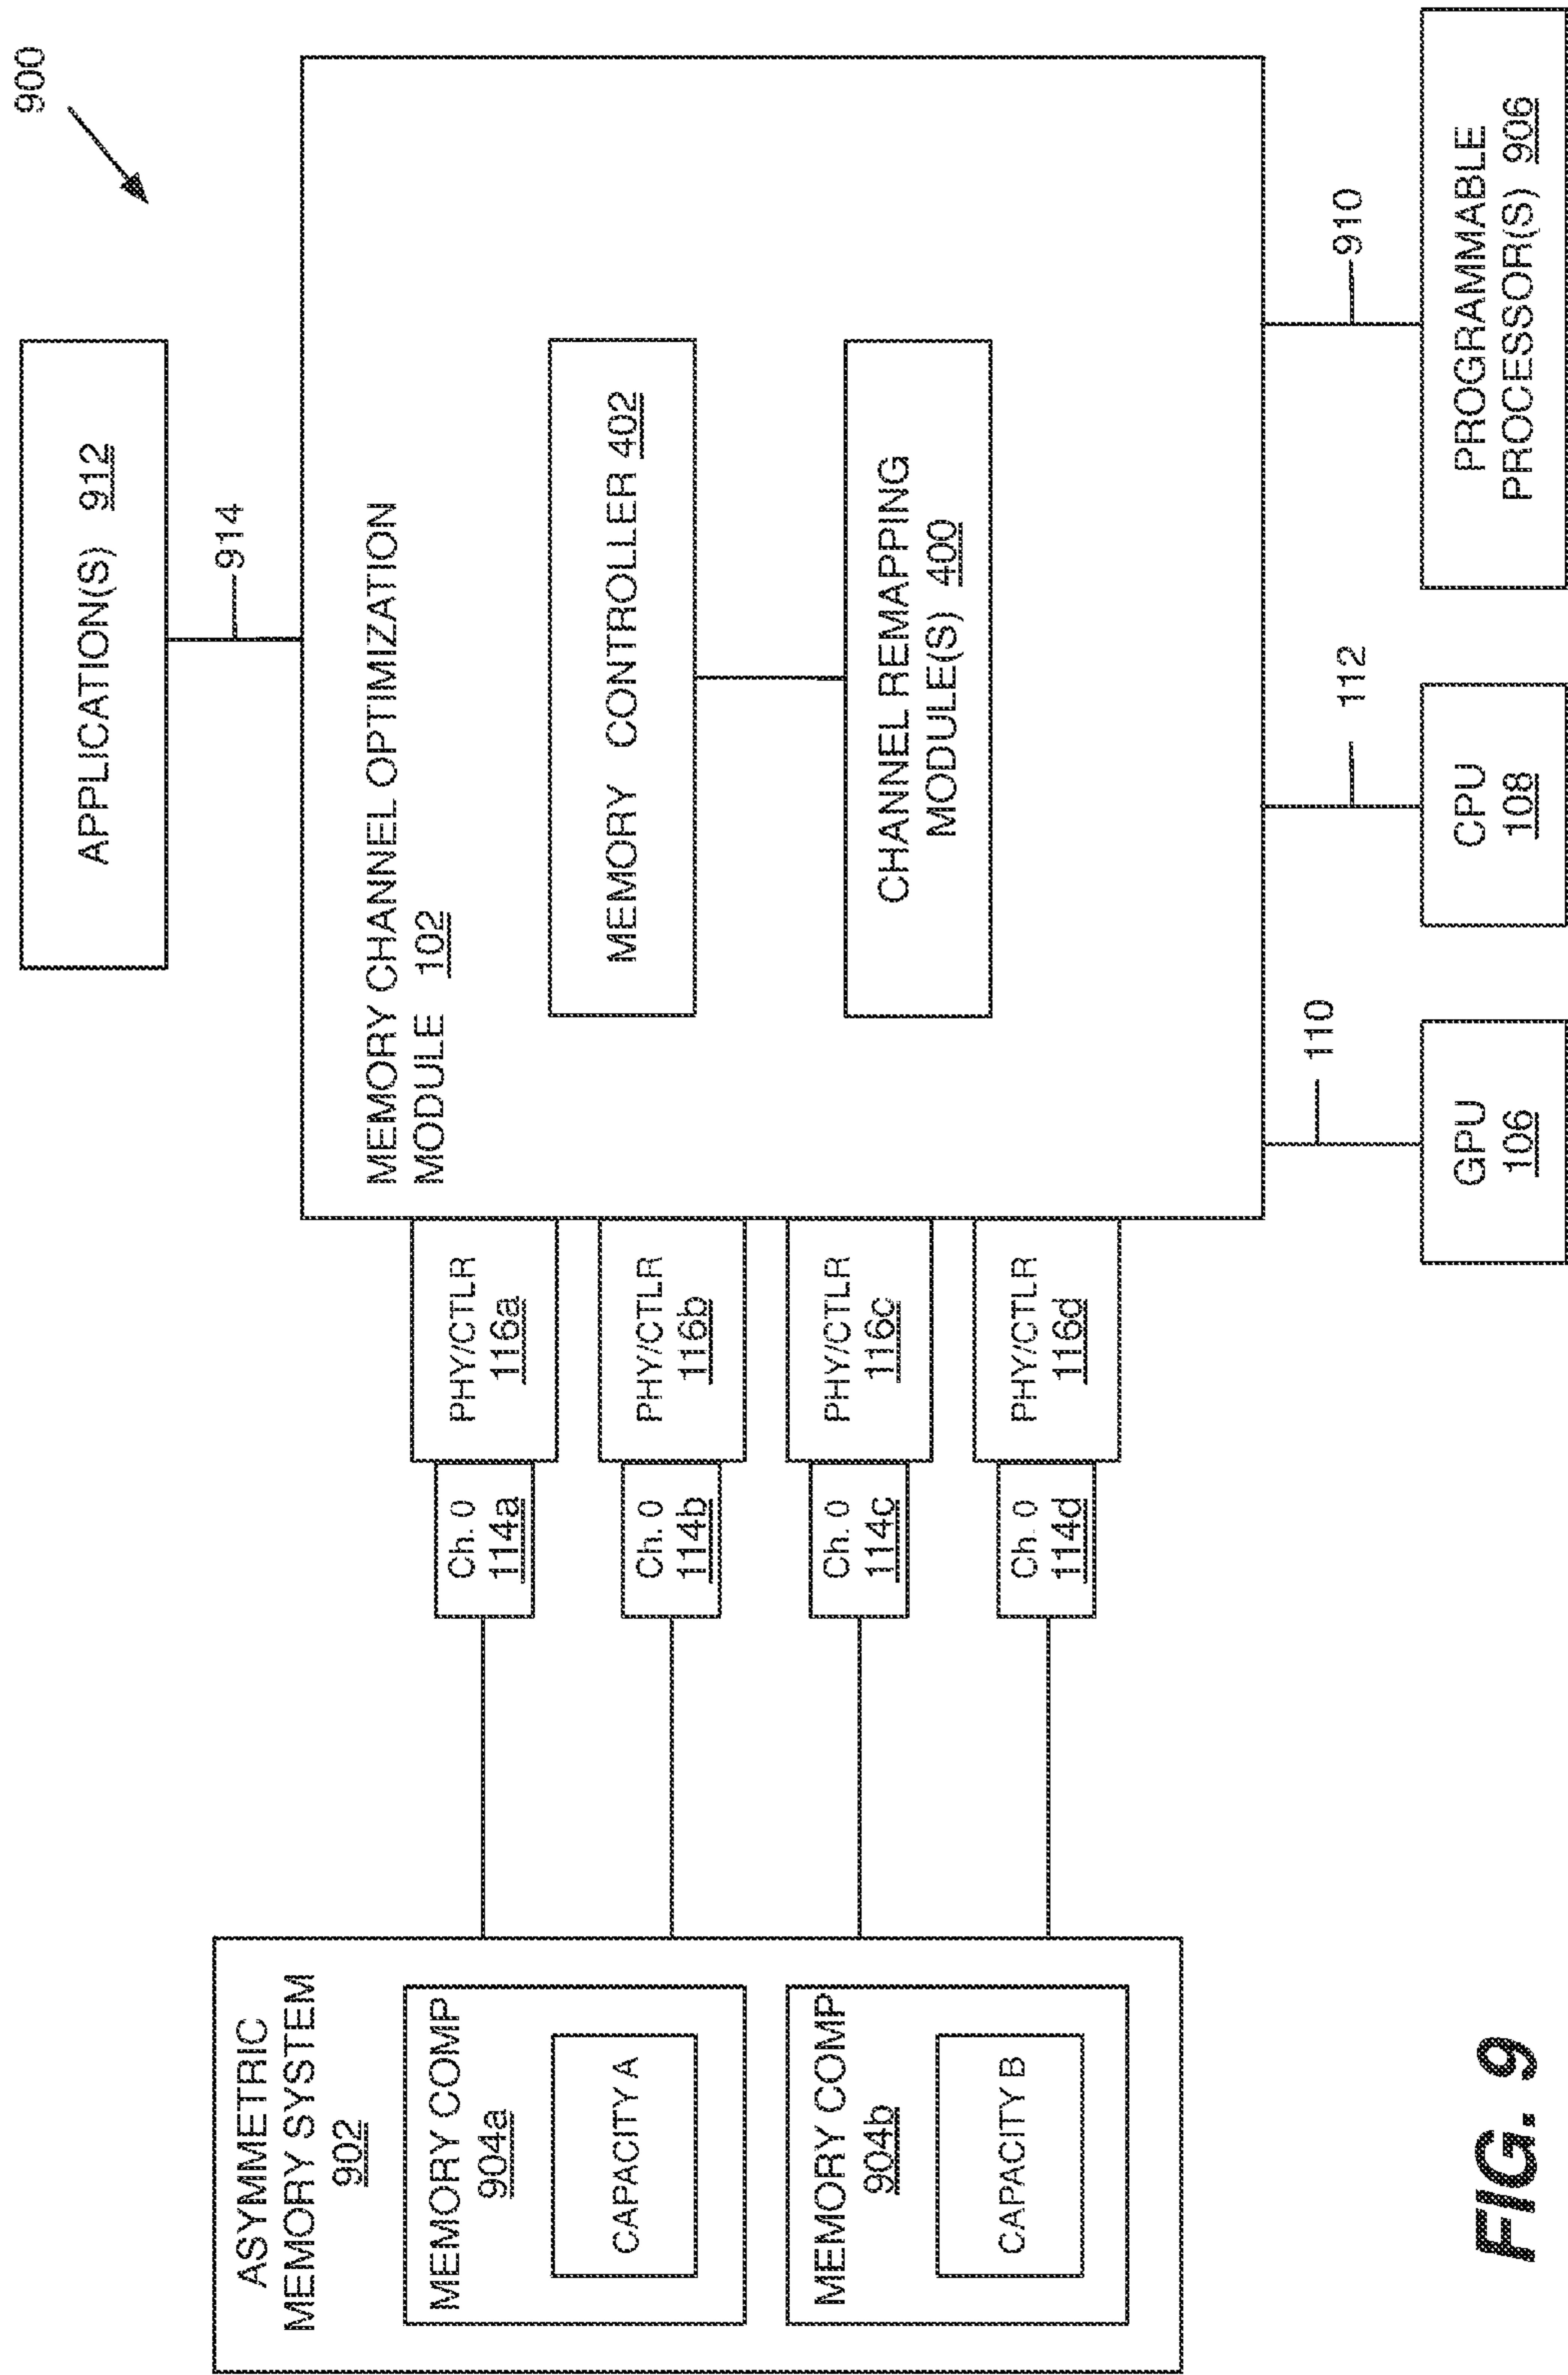 900
APPLICATION(S) 912
914
MEMORY CHANNEL OPTIMIZATION
MODULE 102
MEMORY CONTROLLER 402
CHANNEL REMAPPING
MODULE(S) 400
ASYMMETRIC
MEMORY SYSTEM
902
MEMORY COMP
904a
CAPACITY A
MEMORY COMP
904b
CAPACITY B
Ch. 0
114a
PHY/CTLR
116a
Ch. 0
114b
PHY/CTLR
116b
Ch. 0
114c
PHY/CTLR
116c
Ch. 0
114d
PHY/CTLR
116d
110
112
910
GPU
106
CPU
108
PROGRAMMABLE
PROCESSOR(S) 906
FIG. 9